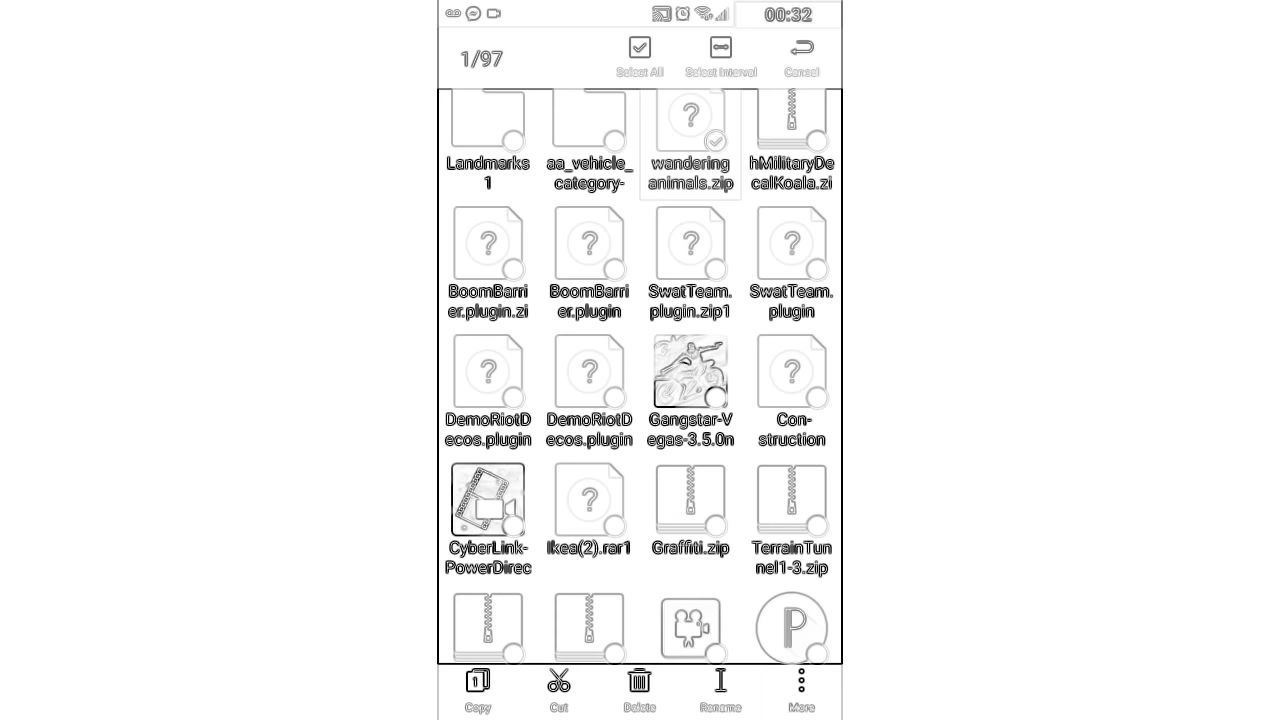 00:32
1/97
Select All Select Interval Cancel
Landmarks aa_vehicle_ wandering hMilitaryDe
1 category- animals.zip calKoala.zi
BoomBarri BoomBarri SwatTeam. SwatTeam.
er.plugin.zi er.plugin plugin.zip1 plugin
DemoRiotD DemoRiotD Gangstar-V Con-
ecos.plugin ecos.plugin egas-3.5.0n struction
CyberLink- Ikea(2).rar1 Graffiti.zip TerrainTun
PowerDirec nel1-3.zip
P
1
Copy Cut Delete Rename More